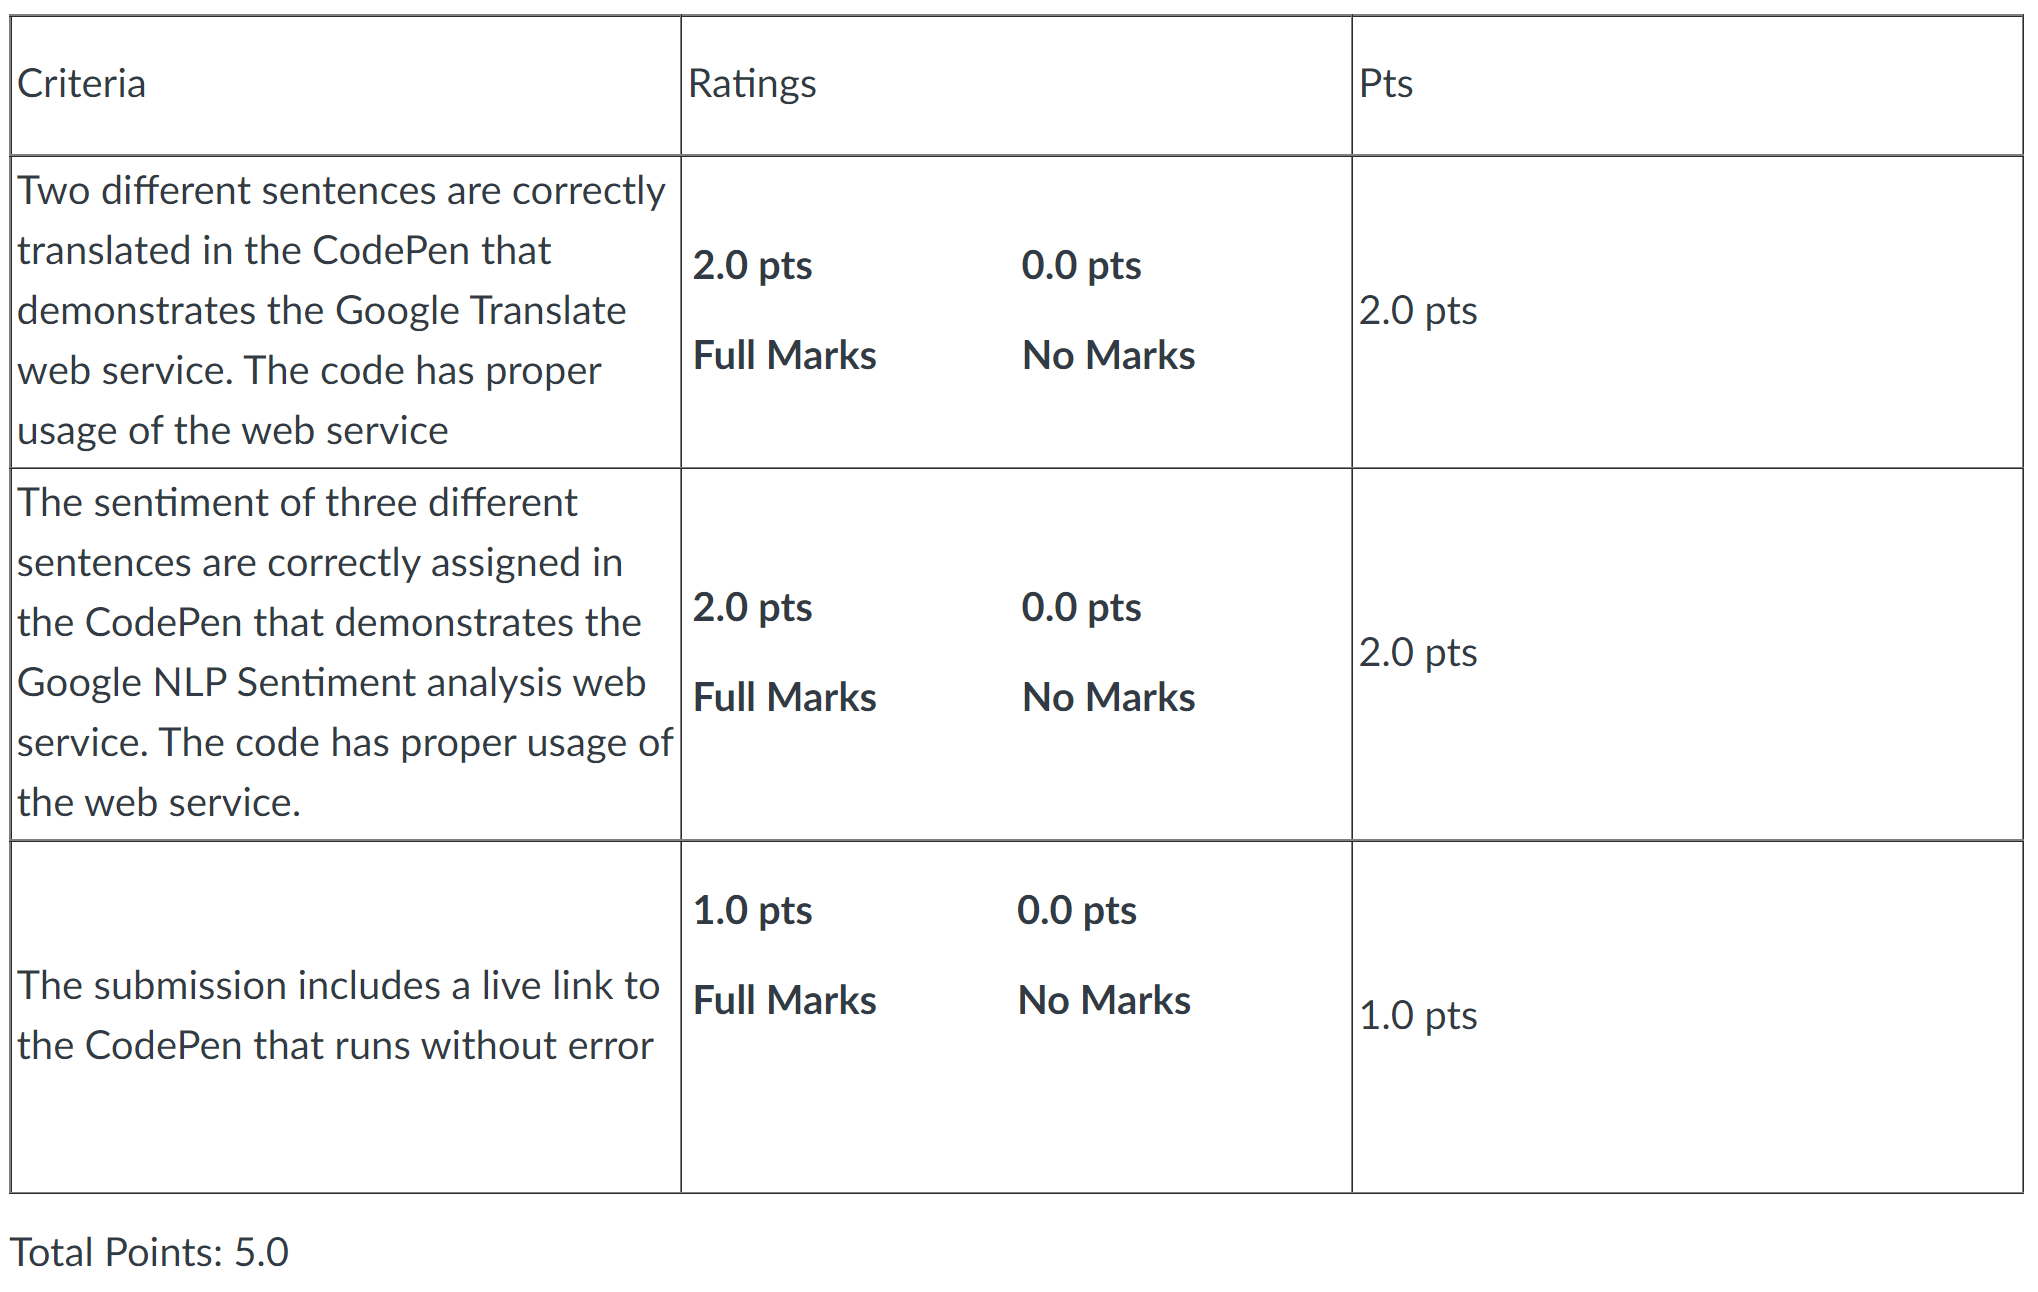 Criteria
Ratings
Pts
Two different sentences are correctly
translated in the CodePen that
demonstrates the Google Translate
web service. The code has proper
usage of the web service
2.0 pts
Full Marks
0.0 pts
No Marks
2.0 pts
The sentiment of three different
sentences are correctly assigned in
the CodePen that demonstrates the
Google NLP Sentiment analysis web
service. The code has proper usage of
the web service.
2.0 pts
Full Marks
0.0 pts
No Marks
2.0 pts
The submission includes a live link to
the CodePen that runs without error
1.0 pts
Full Marks
0.0 pts
No Marks
1.0 pts
Total Points: 5.0